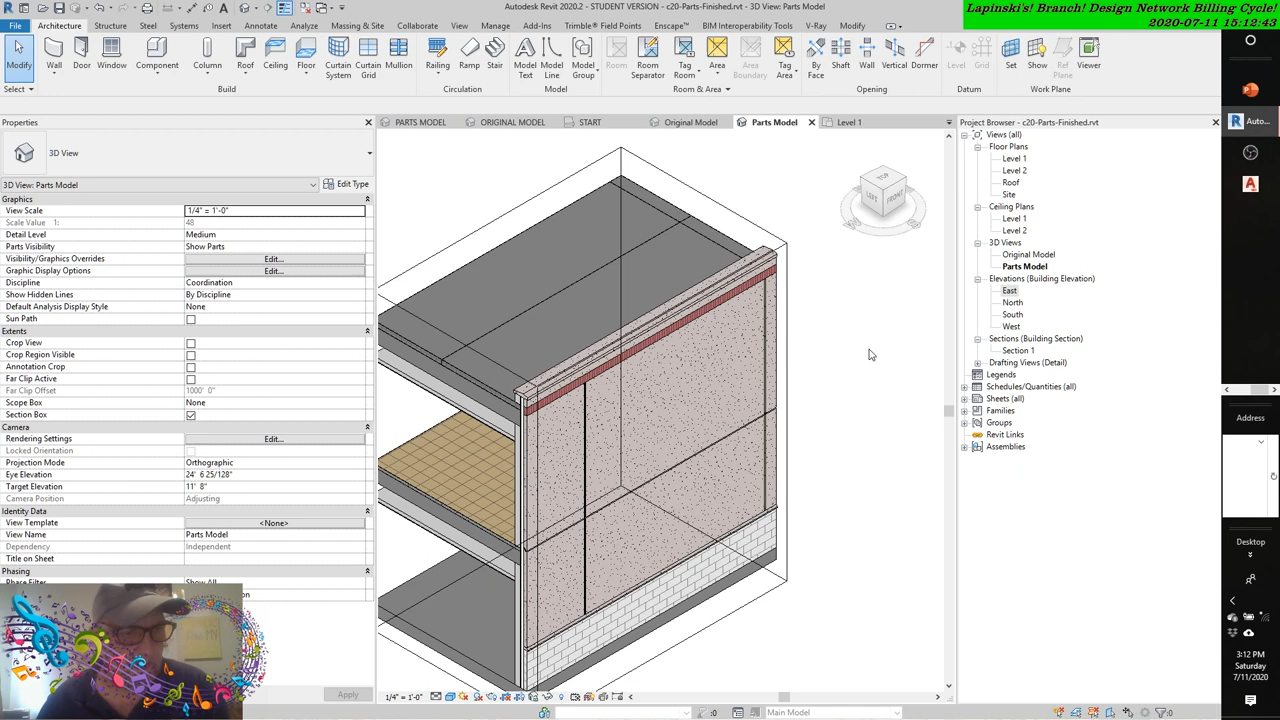 Autodesk Revit 2020.2 - STUDENT VERSION - c20-Parts-Finished.rvt - 3D View: Parts Model
Lapinski's! Branch! Design Network Billing Cycle!
2020-07-11 15:12:43
File Architecture Structure Steel Systems Insert Annotate Analyze Massing & Site Collaborate View Manage Add-Ins Trimble® Field Points Enscape™ BIM Interoperability Tools V-Ray Modify
Modify Wall Door Window Component Column Roof Ceiling Floor Curtain System Curtain Grid Mullion Railing Ramp Stair Model Text Model Line Model Group Room Room Separator Tag Room Area Area Boundary Tag Area By Face Shaft Wall Vertical Dormer Level Grid Set Show Ref Plane Viewer
Select Build Circulation Model Room & Area Opening Datum Work Plane
Properties
PARTS MODEL ORIGINAL MODEL START Original Model Parts Model Level 1
Project Browser - c20-Parts-Finished.rvt
3D View
3D View: Parts Model Edit Type
Graphics
View Scale 1/4" = 1'-0"
Scale Value 1: 48
Detail Level Medium
Parts Visibility Show Parts
Visibility/Graphics Overrides Edit...
Graphic Display Options Edit...
Discipline Coordination
Show Hidden Lines By Discipline
Default Analysis Display Style None
Sun Path
Extents
Crop View
Crop Region Visible
Annotation Crop
Far Clip Active
Far Clip Offset 1000' 0"
Scope Box None
Section Box
Camera
Rendering Settings Edit...
Locked Orientation
Projection Mode Orthographic
Eye Elevation 24' 6 25/128"
Target Elevation 11' 8"
Camera Position Adjusting
Identity Data
View Template <None>
View Name Parts Model
Dependency Independent
Title on Sheet
Phasing
Phase Filter Show All
Apply
TOP
LEFT FRONT
Views (all)
Floor Plans
Level 1
Level 2
Roof
Site
Ceiling Plans
Level 1
Level 2
3D Views
Original Model
Parts Model
Elevations (Building Elevation)
East
North
South
West
Sections (Building Section)
Section 1
Drafting Views (Detail)
Legends
Schedules/Quantities (all)
Sheets (all)
Families
Groups
Revit Links
Assemblies
Auto...
Address
Desktop
3:12 PM
Saturday
7/11/2020
1/4" = 1'-0"
:0 Main Model :0